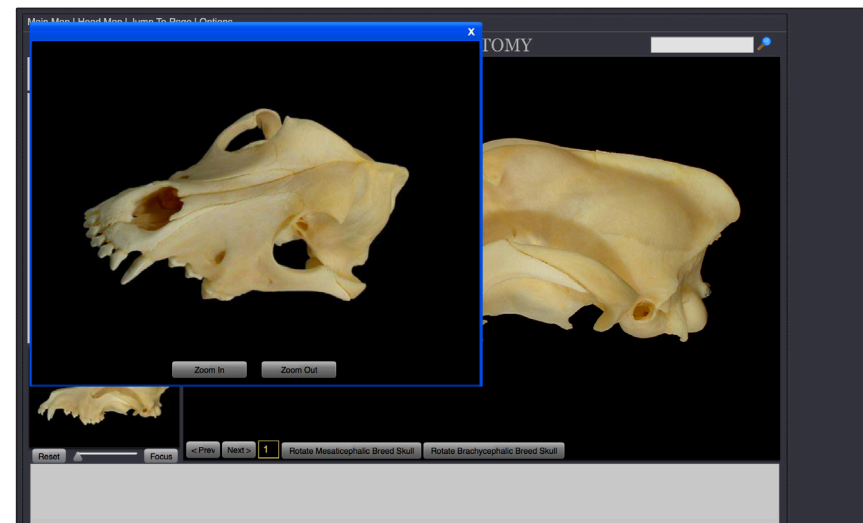 Main Map | Head Map | Jump To Page | Options
X
TOMY
Zoom In Zoom Out
Reset Focus
< Prev Next > 1 Rotate Mesaticephalic Breed Skull Rotate Brachycephalic Breed Skull